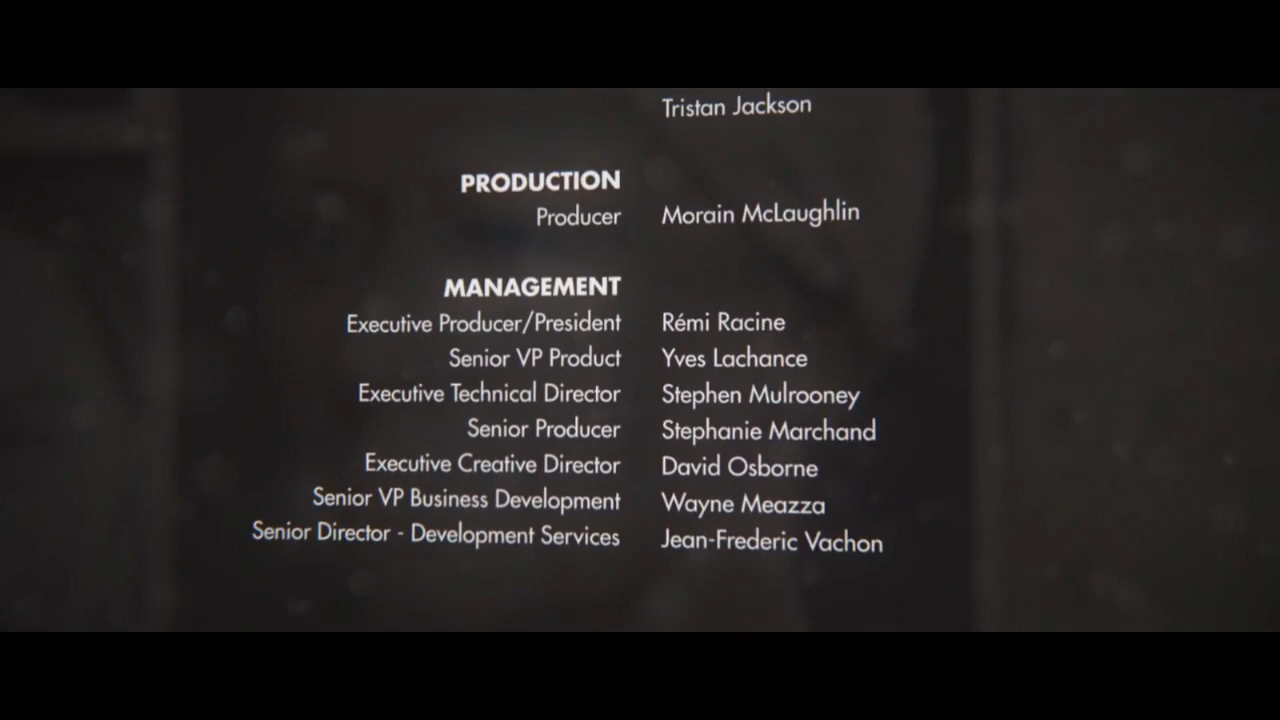 Tristan Jackson
PRODUCTION
Producer Morain McLaughlin
MANAGEMENT
Executive Producer/President Rémi Racine
Senior VP Product Yves Lachance
Executive Technical Director Stephen Mulrooney
Senior Producer Stephanie Marchand
Executive Creative Director David Osborne
Senior VP Business Development Wayne Meazza
Senior Director - Development Services Jean-Frederic Vachon